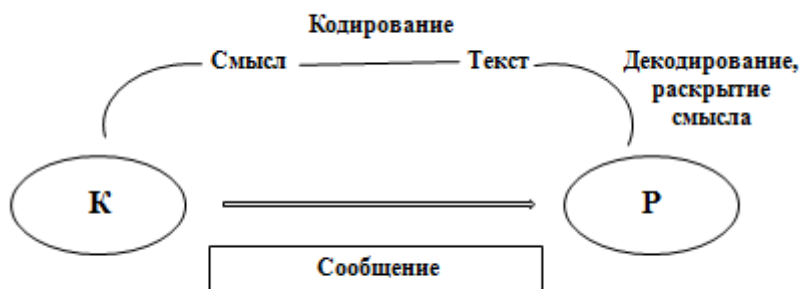 Кодирование
Смысл
Текст
Декодирование,
раскрытие
смысла
К
Р
Сообщение